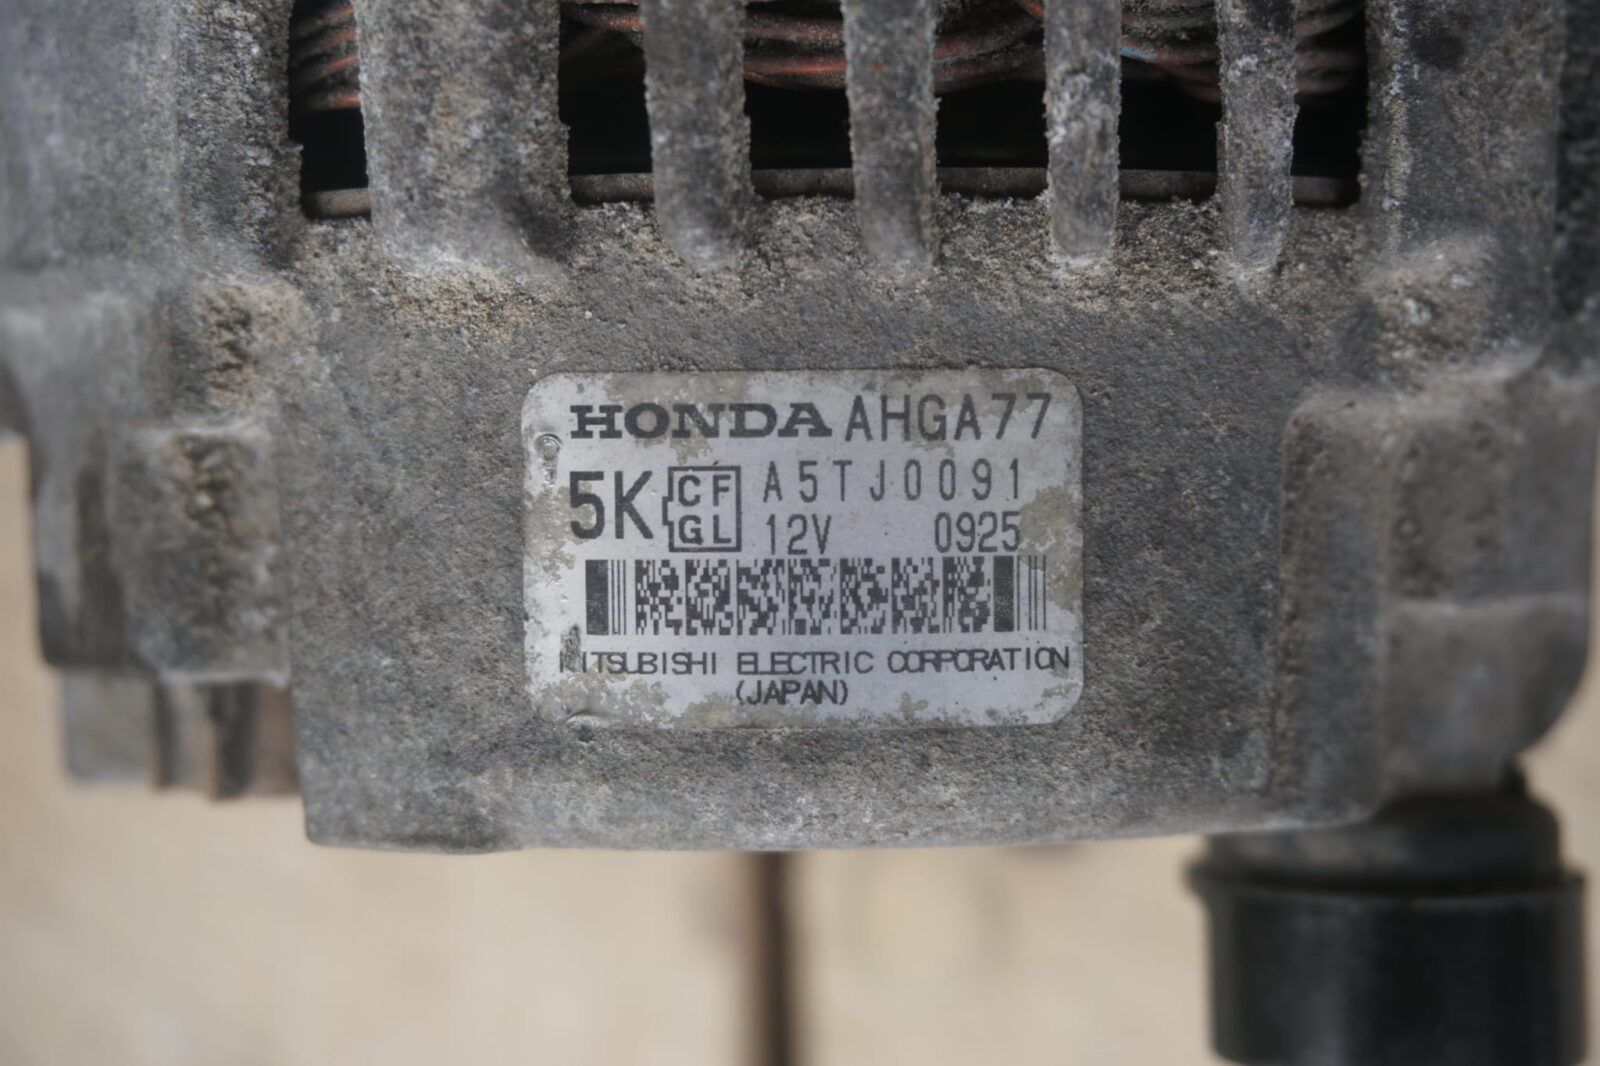 HONDA AHGA77
5K CF GL A5TJ0091
12V 0925
MITSUBISHI ELECTRIC CORPORATION
(JAPAN)